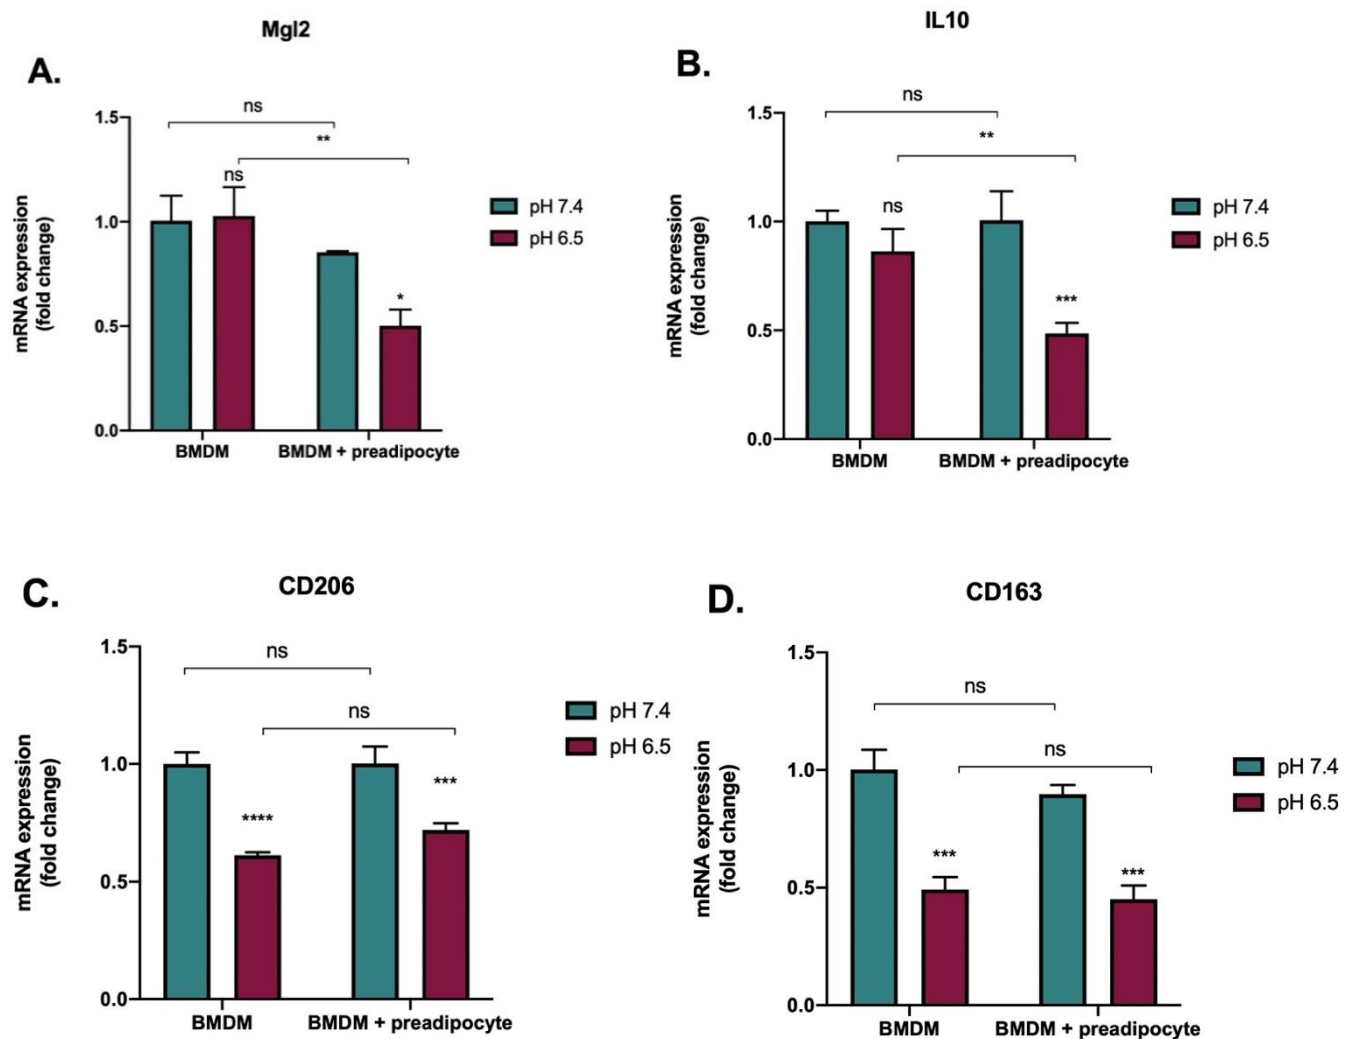 Mgl2
A.
ns
**
1.5
ns
1.0
*
0.5
0.0
mRNA expression
(fold change)
BMDM
BMDM + preadipocyte
pH 7.4
pH 6.5
IL10
B.
ns
1.5
**
ns
1.0
***
0.5
0.0
mRNA expression
(fold change)
BMDM
BMDM + preadipocyte
pH 7.4
pH 6.5
CD206
C.
1.5
ns
ns
1.0
***
****
0.5
0.0
mRNA expression
(fold change)
BMDM
BMDM + preadipocyte
pH 7.4
pH 6.5
CD163
D.
1.5
ns
ns
1.0
***
***
0.5
0.0
mRNA expression
(fold change)
BMDM
BMDM + preadipocyte
pH 7.4
pH 6.5